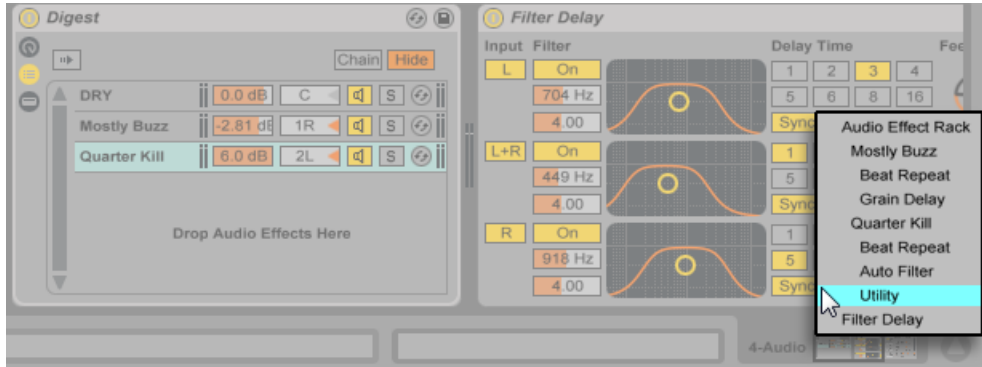 Digest
Filter Delay
Input Filter Delay Time Fee
Chain Hide
L On 1 2 3 4
704 Hz 5 6 8 16
4.00 Sync
DRY 0.0 dB C S
Mostly Buzz -2.81 dB 1R S
Quarter Kill 6.0 dB 2L S
L+R On 1
449 Hz 5
4.00 Sync
R On 1
918 Hz 5
4.00 Sync
Drop Audio Effects Here
Audio Effect Rack
Mostly Buzz
Beat Repeat
Grain Delay
Quarter Kill
Beat Repeat
Auto Filter
Utility
Filter Delay
4-Audio